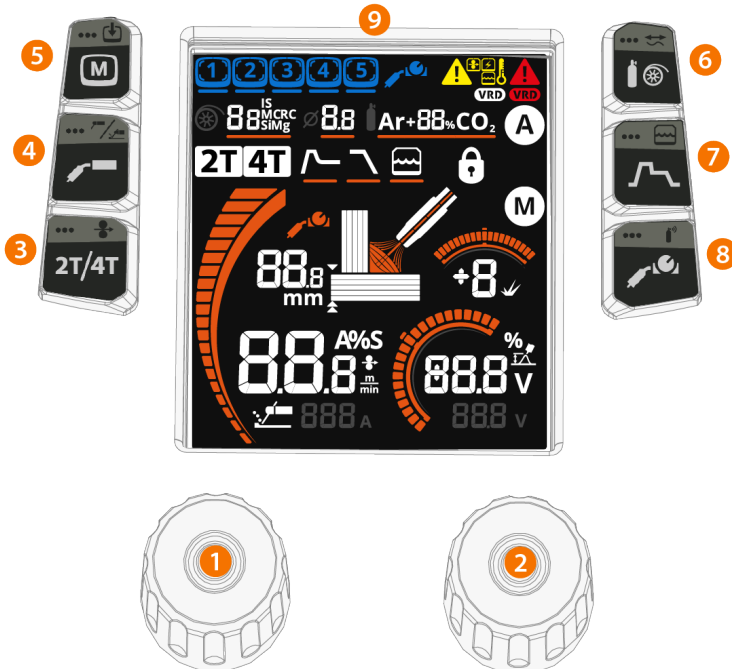 9
5
M
4
3
2T/4T
6
7
8
1 2 3 4 5
VRD VRD
88 IS MCRC SiMg ⌀ 8.8 Ar+88%CO₂ A
2T 4T
M
88.8
mm
+8
88.8 A%S
m/min
888 A
%
88.8 V
88.8 V
1
2